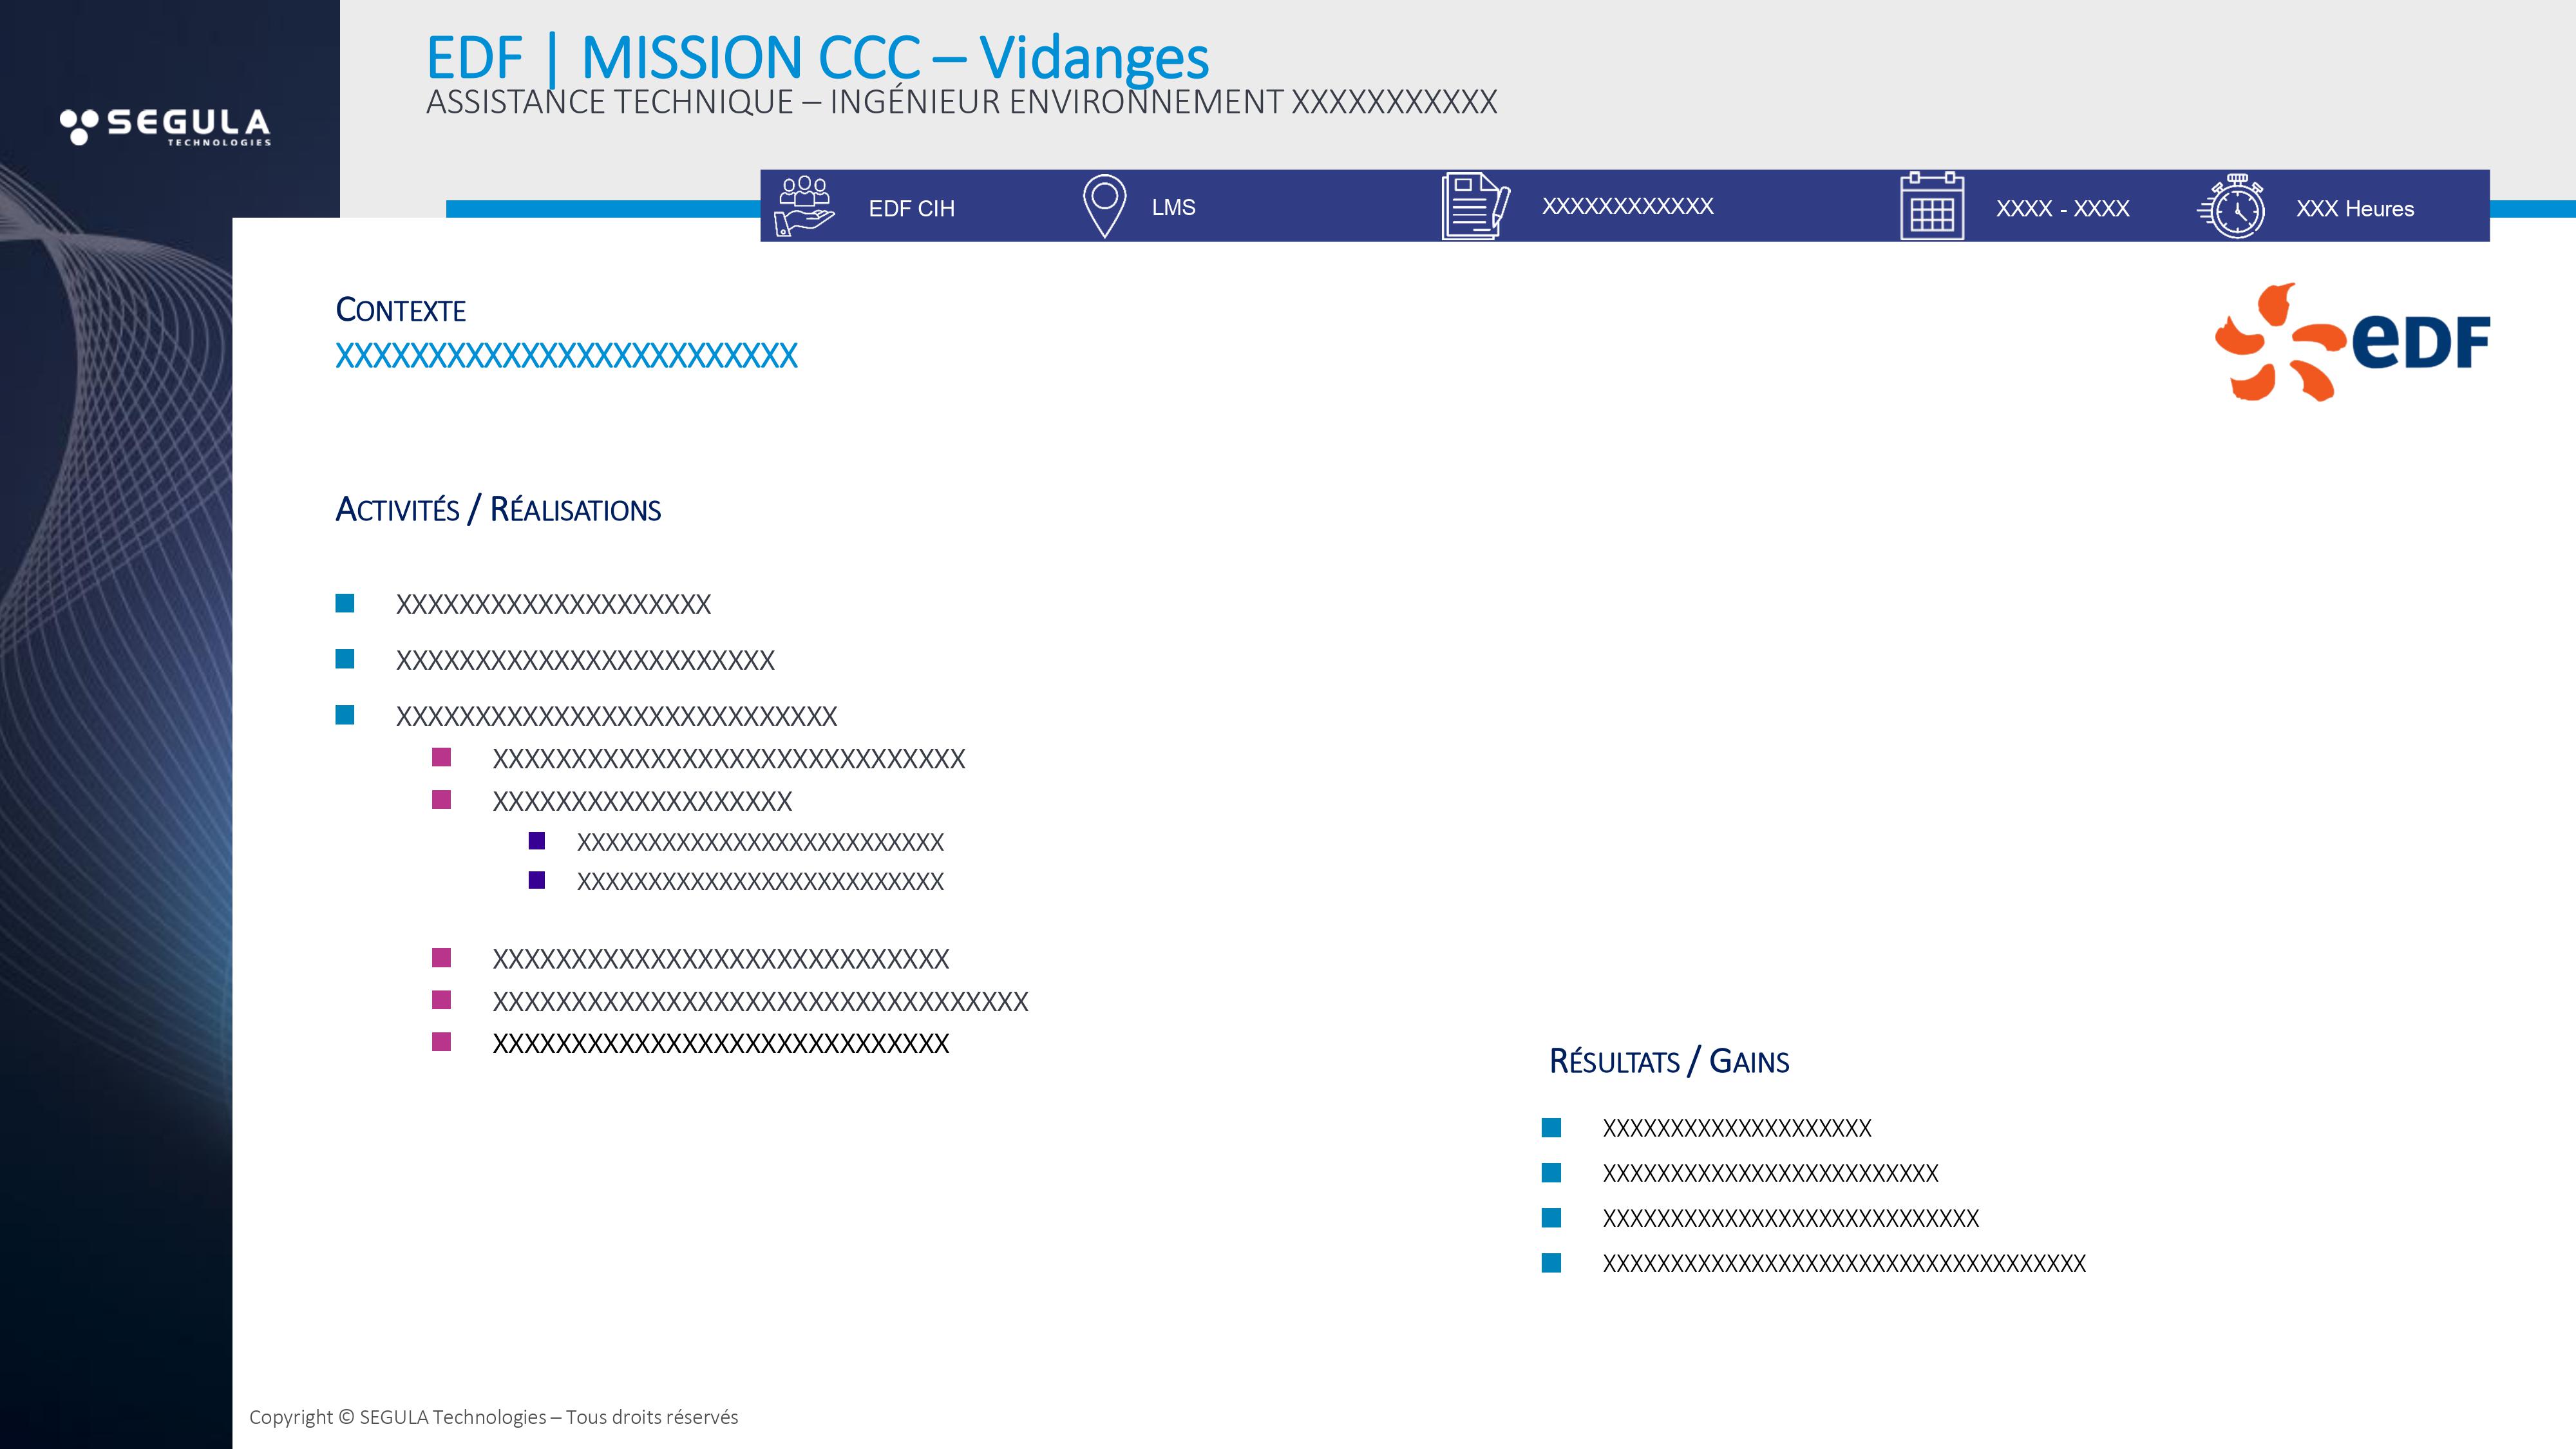 EDF | MISSION CCC – Vidanges
ASSISTANCE TECHNIQUE – INGÉNIEUR ENVIRONNEMENT XXXXXXXXXXX
SEGULA
TECHNOLOGIES
EDF CIH
LMS
XXXXXXXXXXXX
XXXX - XXXX
XXX Heures
CONTEXTE
XXXXXXXXXXXXXXXXXXXXXXXXX
eDF
ACTIVITÉS / RÉALISATIONS
XXXXXXXXXXXXXXXXXXXX
XXXXXXXXXXXXXXXXXXXXXXXX
XXXXXXXXXXXXXXXXXXXXXXXXXXXX
XXXXXXXXXXXXXXXXXXXXXXXXXXXXXX
XXXXXXXXXXXXXXXXXXX
XXXXXXXXXXXXXXXXXXXXXXXXXX
XXXXXXXXXXXXXXXXXXXXXXXXXX
XXXXXXXXXXXXXXXXXXXXXXXXXXXXX
XXXXXXXXXXXXXXXXXXXXXXXXXXXXXXXXXX
XXXXXXXXXXXXXXXXXXXXXXXXXXXXX
RÉSULTATS / GAINS
XXXXXXXXXXXXXXXXXXXX
XXXXXXXXXXXXXXXXXXXXXXXXX
XXXXXXXXXXXXXXXXXXXXXXXXXXXX
XXXXXXXXXXXXXXXXXXXXXXXXXXXXXXXXXXXX
Copyright © SEGULA Technologies – Tous droits réservés